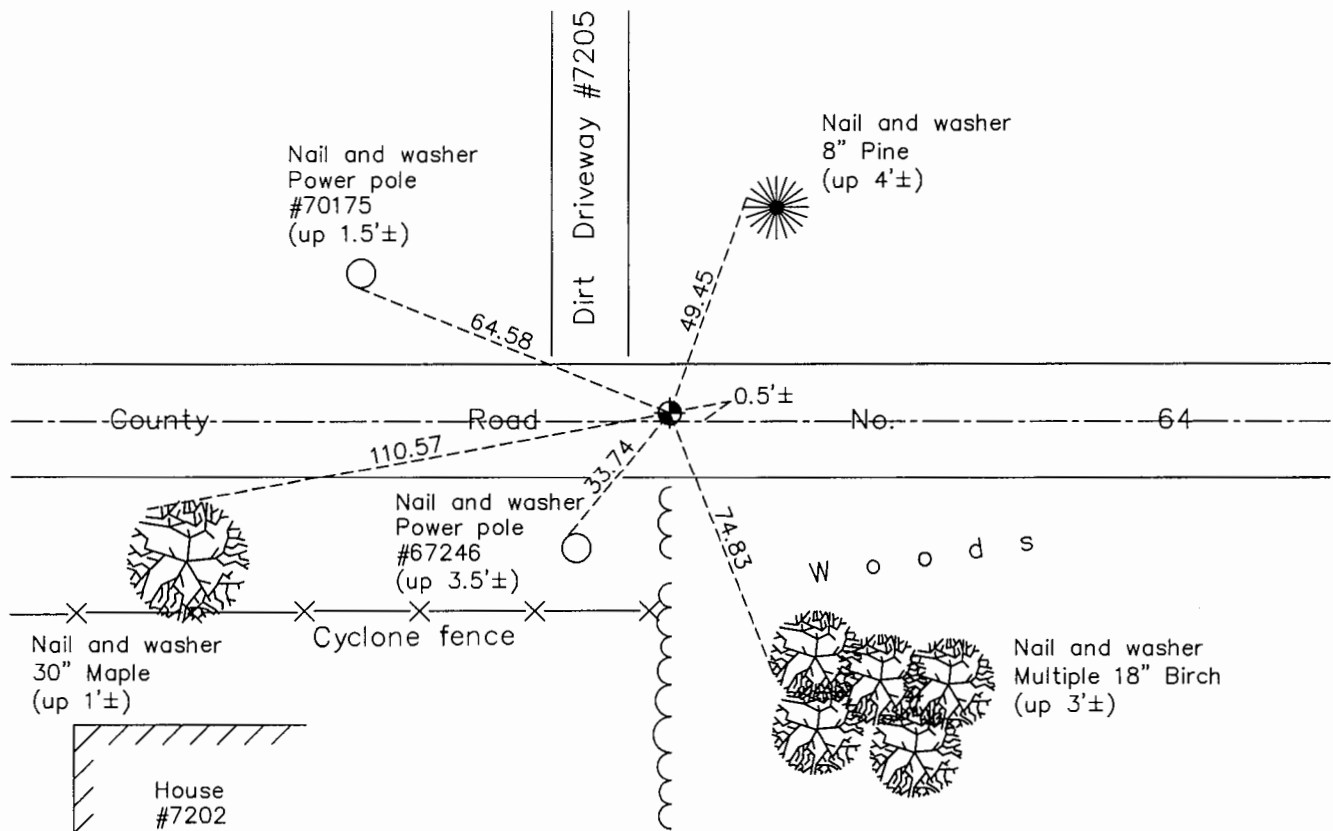 Dirt Driveway #7205
Nail and washer
Power pole
#70175
(up 1.5'±)
Nail and washer
8" Pine
(up 4'±)
64.58
49.45
0.5'±
County Road No. 64
110.57
33.74
74.83
Nail and washer
Power pole
#67246
(up 3.5'±)
Woods
Cyclone fence
Nail and washer
30" Maple
(up 1'±)
Nail and washer
Multiple 18" Birch
(up 3'±)
House
#7202